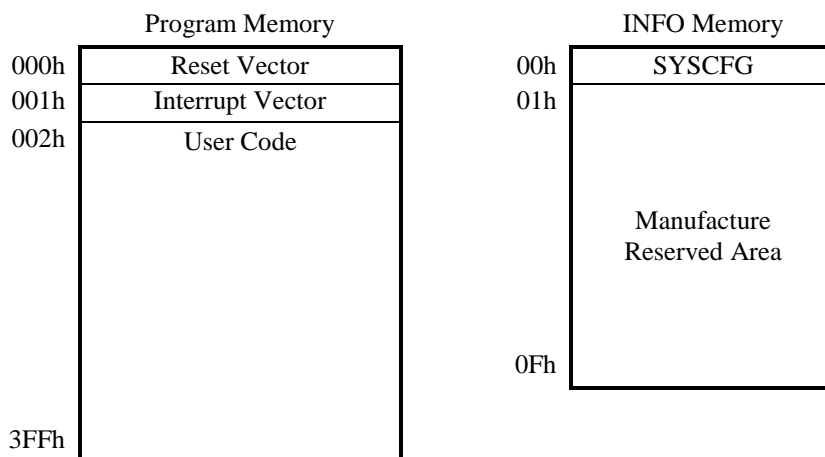 Program Memory
000h Reset Vector
001h Interrupt Vector
002h User Code
3FFh
INFO Memory
00h SYSCFG
01h
Manufacture
Reserved Area
0Fh